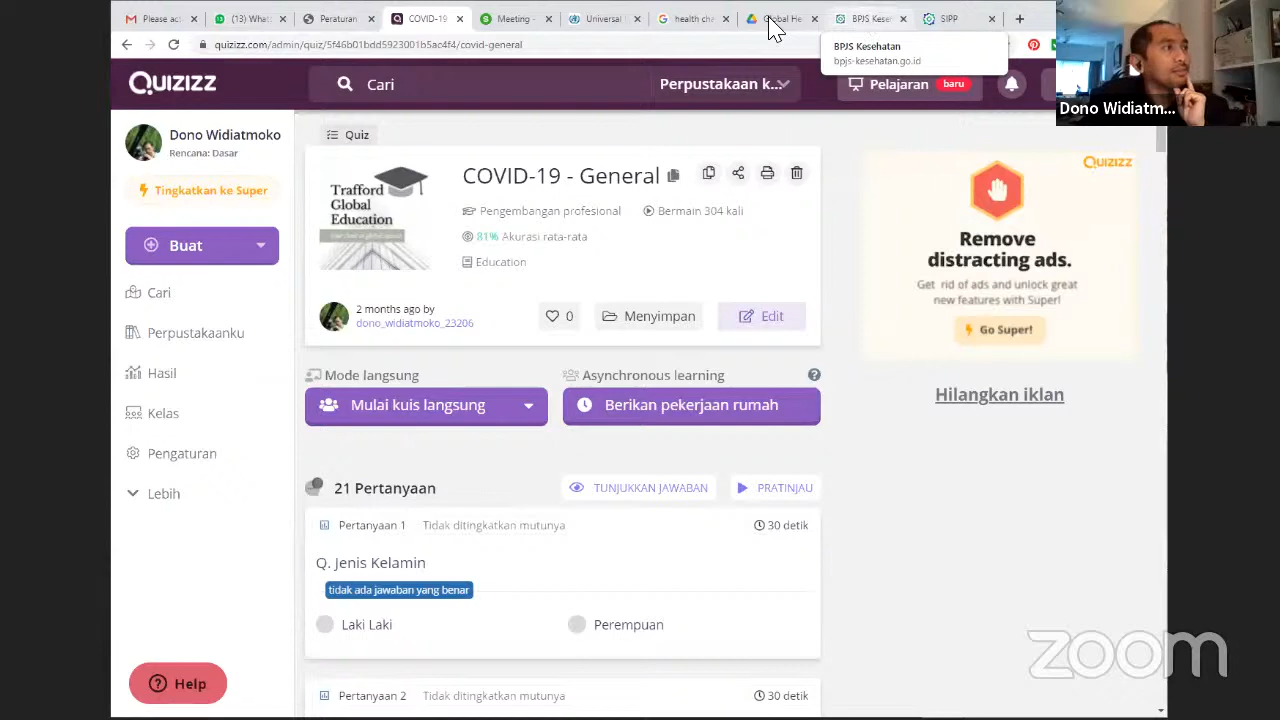 Please ac
(13) What
Peraturan
COVID-19
Meeting -
Universal
health cha
Global He
BPJS Kese
SIPP
quizizz.com/admin/quiz/5f46b01bdd5923001b5ac4f4/covid-general
BPJS Kesehatan
bpjs-kesehatan.go.id
Dono Widiatm...
Quizizz
Cari
Perpustakaan k...
Pelajaran
baru
Dono Widiatmoko
Rencana: Dasar
Tingkatkan ke Super
Buat
Cari
Perpustakaanku
Hasil
Kelas
Pengaturan
Lebih
Help
Quiz
Trafford
Global
Education
COVID-19 - General
Pengembangan profesional
Bermain 304 kali
81% Akurasi rata-rata
Education
2 months ago by
dono_widiatmoko_23206
0
Menyimpan
Edit
Mode langsung
Asynchronous learning
Mulai kuis langsung
Berikan pekerjaan rumah
21 Pertanyaan
TUNJUKKAN JAWABAN
PRATINJAU
Pertanyaan 1 Tidak ditingkatkan mutunya
30 detik
Q. Jenis Kelamin
tidak ada jawaban yang benar
Laki Laki
Perempuan
Pertanyaan 2 Tidak ditingkatkan mutunya
30 detik
QUIZIZZ
Remove
distracting ads.
Get rid of ads and unlock great
new features with Super!
Go Super!
Hilangkan iklan
zoom